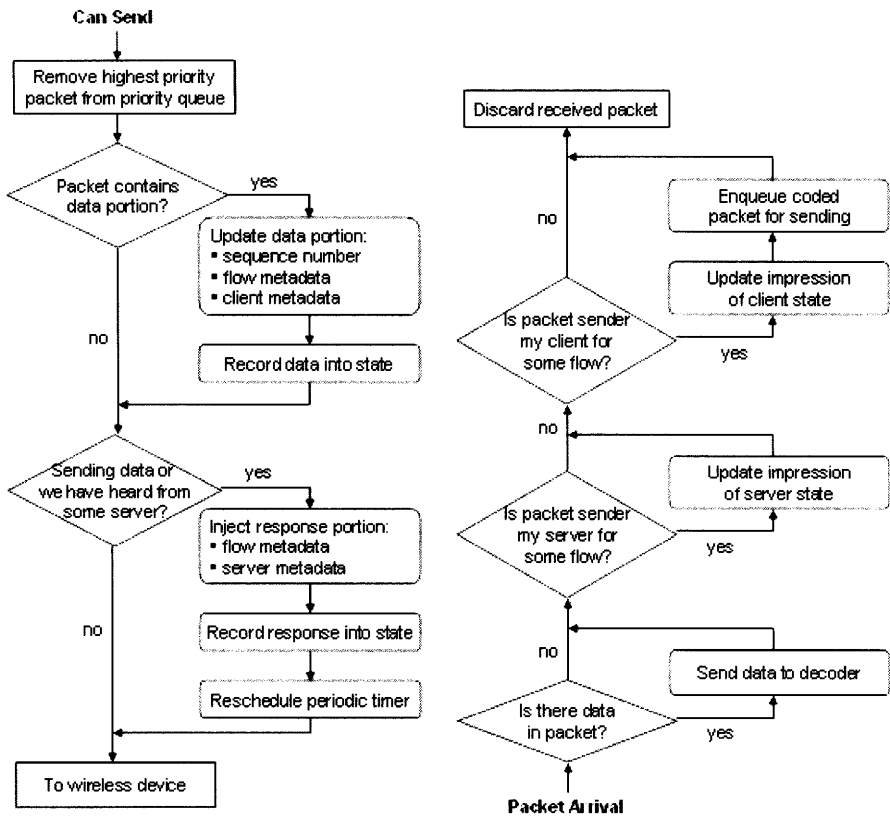 Can Send
Remove highest priority
packet from priority queue
Packet contains
data portion?
yes
Update data portion:
▪ sequence number
▪ flow metadata
▪ client metadata
no
Record data into state
Sending data or
we have heard from
some server?
yes
Inject response portion:
▪ flow metadata
▪ server metadata
no
Record response into state
Reschedule periodic timer
To wireless device
Discard received packet
Enqueue coded
packet for sending
no
Update impression
of client state
Is packet sender
my client for
some flow?
yes
no
Update impression
of server state
Is packet sender
my server for
some flow?
yes
no
Send data to decoder
Is there data
in packet?
yes
Packet Arrival